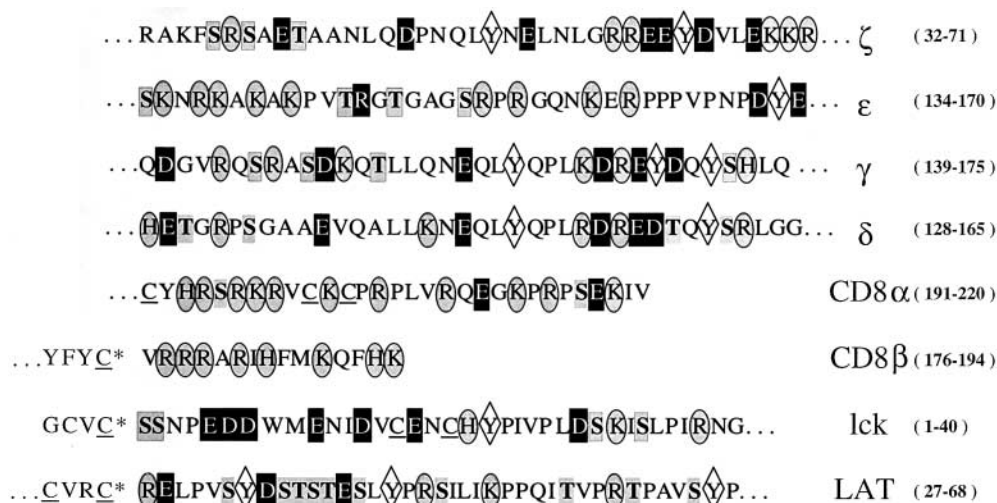 ...RAKFSRSAETAANLQDPNQLYNELNLGRREEYDVLEKKR... ζ (32-71)
...SKNRKAKAKPVTRGTGAGSRPRGQNKERPPPVPNPDYE... ε (134-170)
...QDGVRQSRASDKQTLLQNEQLYQPLKDREYDQYSHLQ ... γ (139-175)
...HETGRPSGAAEVQALLKNEQLYQPLRDREDTQYSRLGG... δ (128-165)
...CYHRSRKRVCKCPRPLVRQEGKPRPSEKIV CD8α (191-220)
...YFYC* VRRRARIHFMKQFHK CD8β (176-194)
GCVC* SSNPEDDWMENIDVCENCHYPIVPLDSKISLPIRNG... lck (1-40)
...CVRC* RELPVSYDSTSTESLYPRSILIKPPQITVPRTPAVSYP... LAT (27-68)